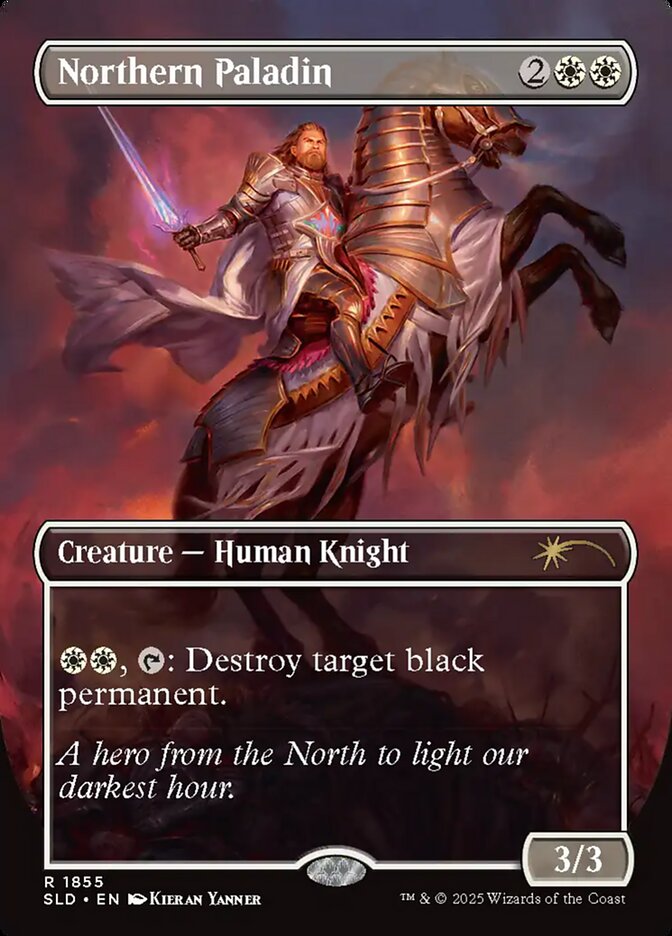 Northern Paladin 2
Creature — Human Knight
, : Destroy target black
permanent.
A hero from the North to light our
darkest hour.
3/3
R 1855
SLD • EN Kieran Yanner
™ & © 2025 Wizards of the Coast